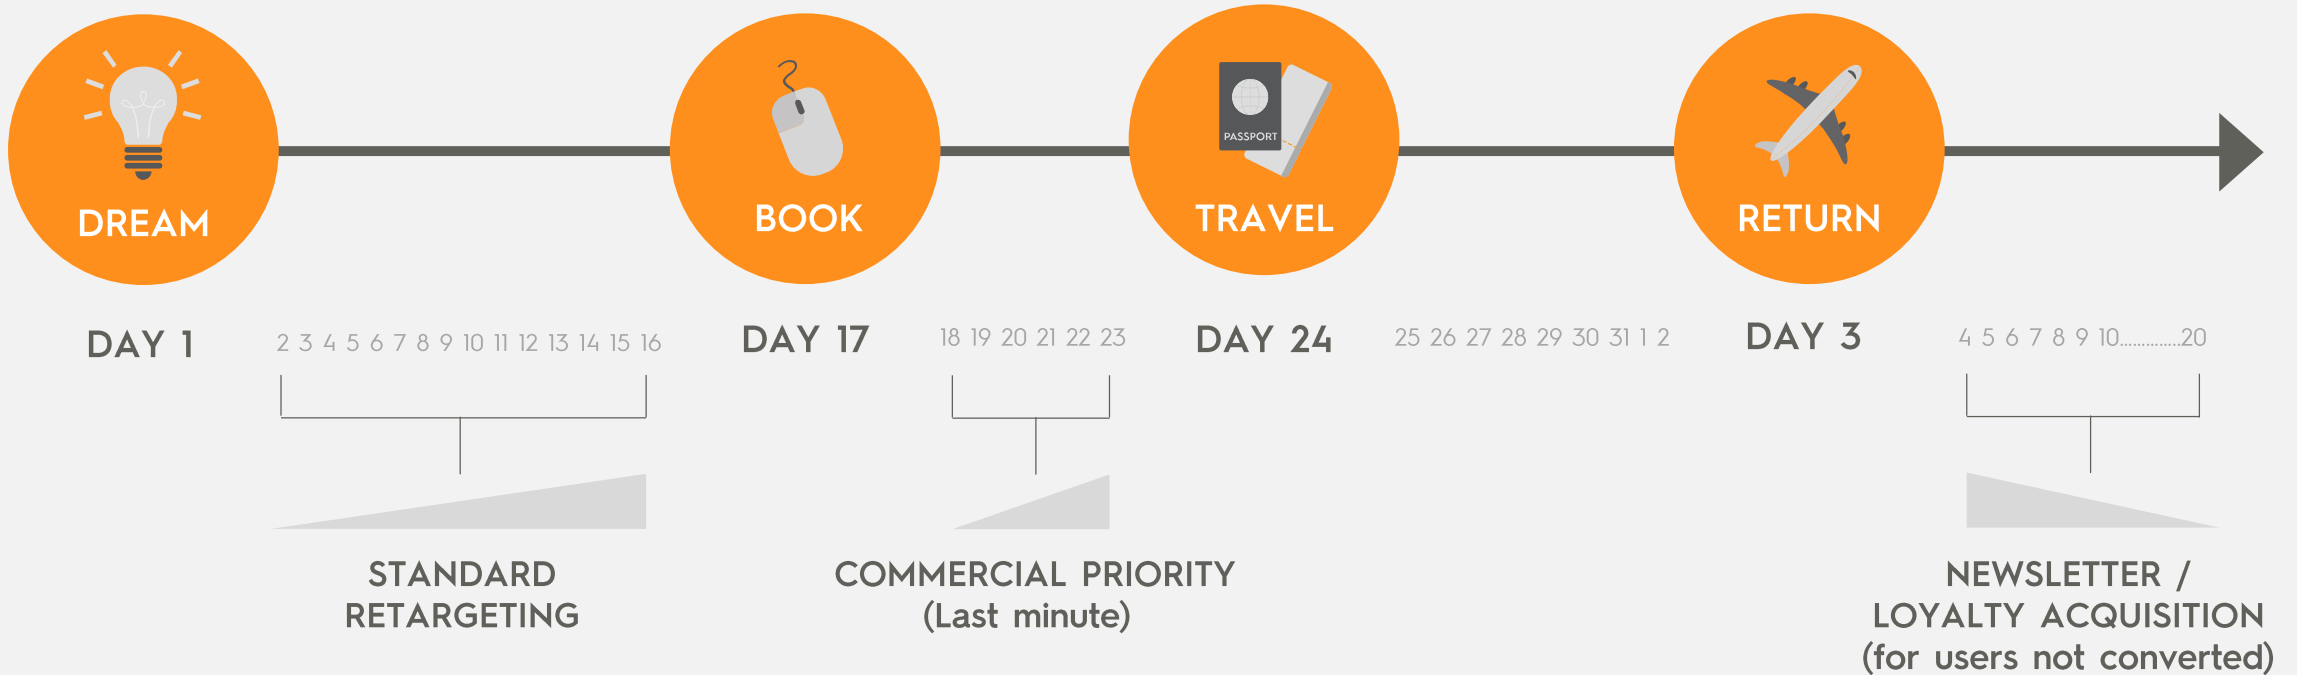 PASSPORT
DREAM
BOOK
TRAVEL
RETURN
DAY 1
2 3 4 5 6 7 8 9 10 11 12 13 14 15 16
DAY 17
18 19 20 21 22 23
DAY 24
25 26 27 28 29 30 31 1 2
DAY 3
4 5 6 7 8 9 10.............20
STANDARD
RETARGETING
COMMERCIAL PRIORITY
(Last minute)
NEWSLETTER /
LOYALTY ACQUISITION
(for users not converted)